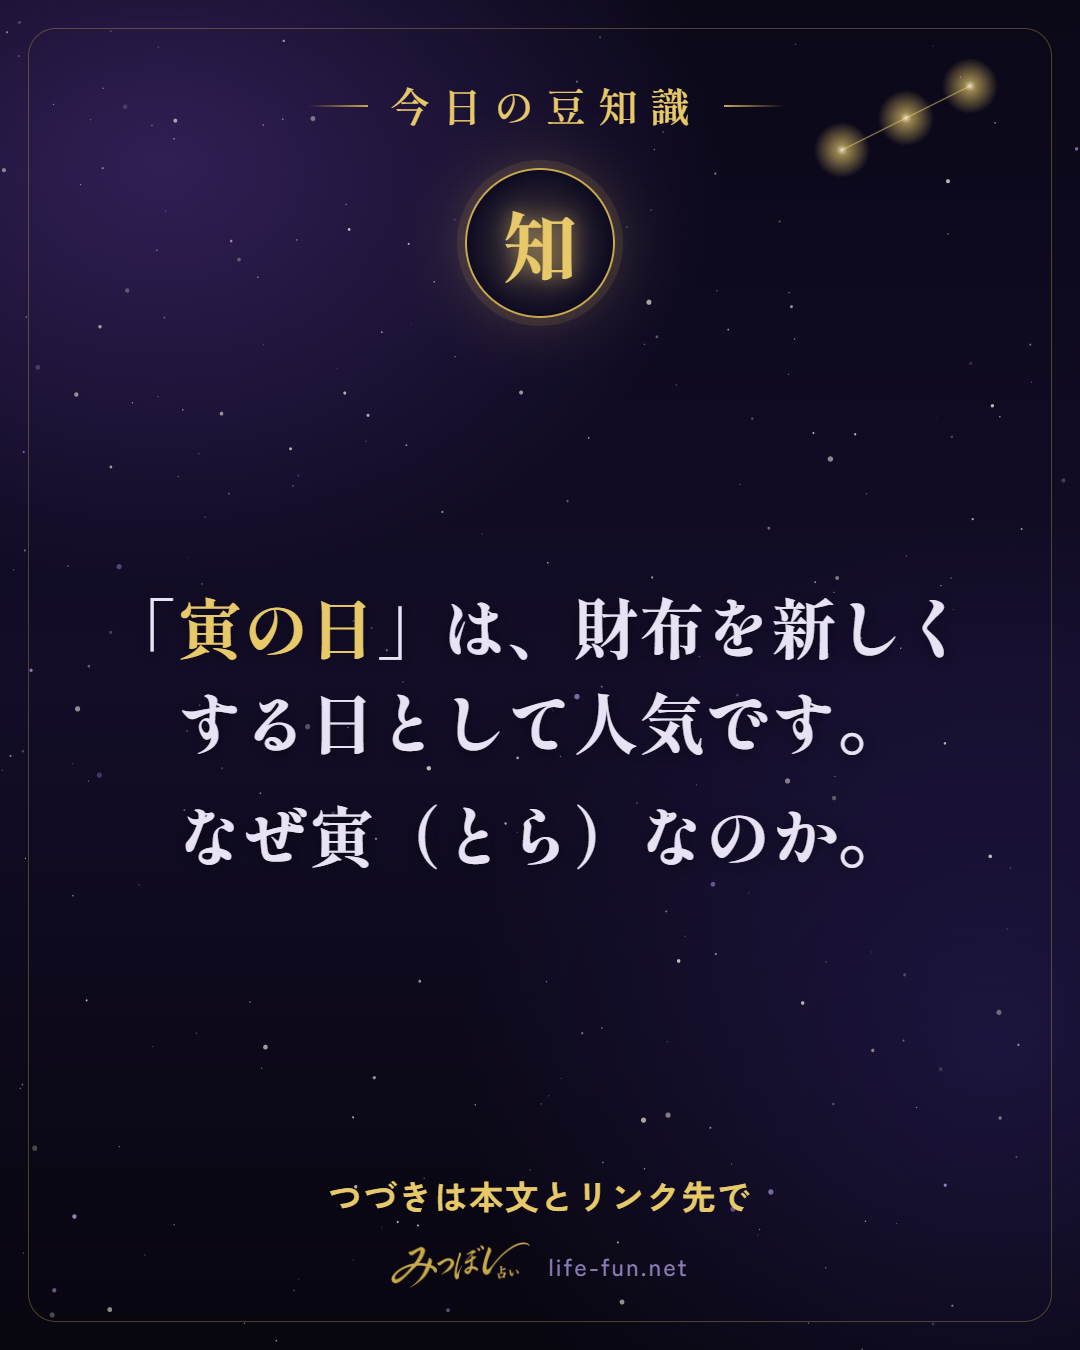 今日の豆知識
知
「寅の日」は、財布を新しく
する日として人気です。
なぜ寅（とら）なのか。
つづきは本文とリンク先で
みつぼし占い life-fun.net